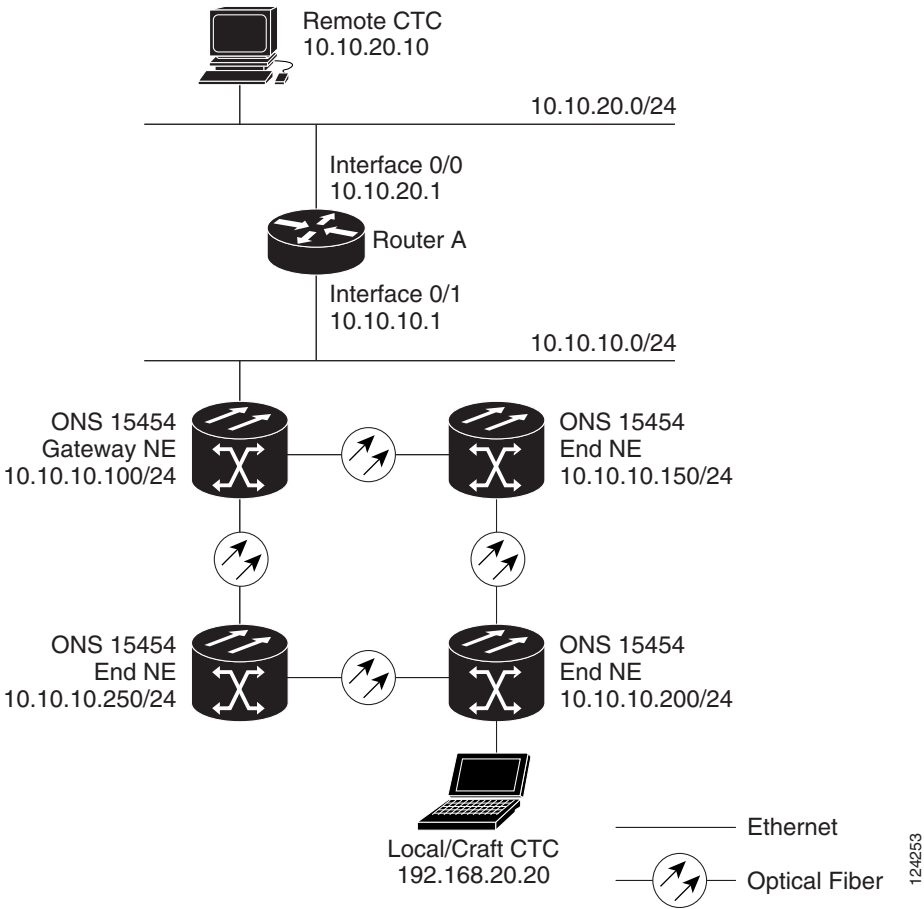 Remote CTC
10.10.20.10
10.10.20.0/24
Interface 0/0
10.10.20.1
Router A
Interface 0/1
10.10.10.1
10.10.10.0/24
ONS 15454
Gateway NE
10.10.10.100/24
ONS 15454
End NE
10.10.10.150/24
ONS 15454
End NE
10.10.10.250/24
ONS 15454
End NE
10.10.10.200/24
Local/Craft CTC
192.168.20.20
Ethernet
Optical Fiber
124253